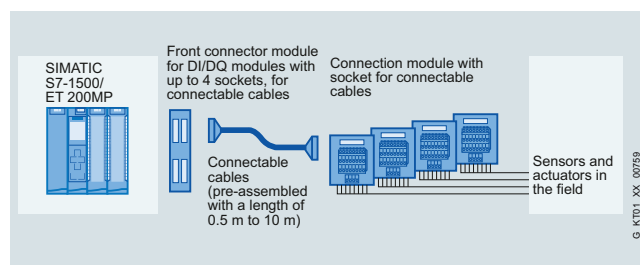 SIMATIC
S7-1500/
ET 200MP
Front connector module
for DI/DQ modules with
up to 4 sockets, for
connectable cables
Connectable
cables
(pre-assembled
with a length of
0.5 m to 10 m)
Connection module with
socket for connectable
cables
Sensors and
actuators in
the field
G_KT01_XX_00759